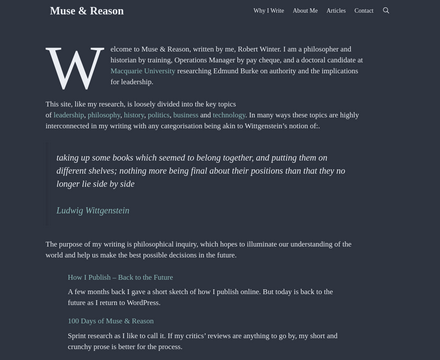 Muse & Reason
Why I Write About Me Articles Contact
Welcome to Muse & Reason, written by me, Robert Winter. I am a philosopher and
historian by training, Operations Manager by pay cheque, and a doctoral candidate at
Macquarie University researching Edmund Burke on authority and the implications
for leadership.
This site, like my research, is loosely divided into the key topics
of leadership, philosophy, history, politics, business and technology. In many ways these topics are highly
interconnected in my writing with any categorisation being akin to Wittgenstein's notion of:.
taking up some books which seemed to belong together, and putting them on
different shelves; nothing more being final about their positions than that they no
longer lie side by side
Ludwig Wittgenstein
The purpose of my writing is philosophical inquiry, which hopes to illuminate our understanding of the
world and help us make the best possible decisions in the future.
How I Publish – Back to the Future
A few months back I gave a short sketch of how I publish online. But today is back to the
future as I return to WordPress.
100 Days of Muse & Reason
Sprint research as I like to call it. If my critics' reviews are anything to go by, my short and
crunchy prose is better for the process.